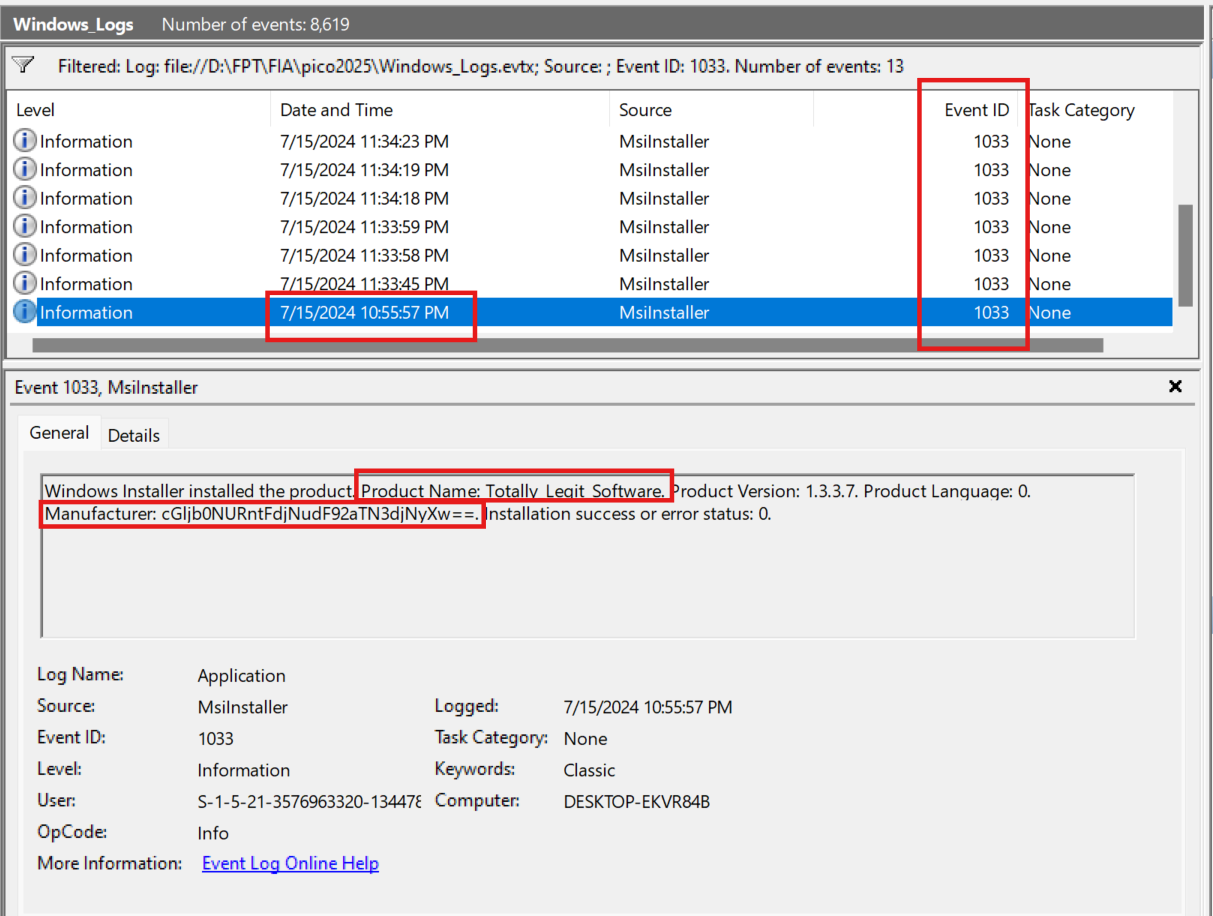 Windows_Logs Number of events: 8,619
Filtered: Log: file://D:\FPT\FIA\pico2025\Windows_Logs.evtx; Source: ; Event ID: 1033. Number of events: 13
Level Date and Time Source Event ID Task Category
Information 7/15/2024 11:34:23 PM MsiInstaller 1033 None
Information 7/15/2024 11:34:19 PM MsiInstaller 1033 None
Information 7/15/2024 11:34:18 PM MsiInstaller 1033 None
Information 7/15/2024 11:33:59 PM MsiInstaller 1033 None
Information 7/15/2024 11:33:58 PM MsiInstaller 1033 None
Information 7/15/2024 11:33:45 PM MsiInstaller 1033 None
Information 7/15/2024 10:55:57 PM MsiInstaller 1033 None
Event 1033, MsiInstaller
General Details
Windows Installer installed the product. Product Name: Totally_Legit_Software. Product Version: 1.3.3.7. Product Language: 0.
Manufacturer: cGljb0NURntFdjNudF92aTN3djNyXw==. Installation success or error status: 0.
Log Name: Application
Source: MsiInstaller Logged: 7/15/2024 10:55:57 PM
Event ID: 1033 Task Category: None
Level: Information Keywords: Classic
User: S-1-5-21-3576963320-134478 Computer: DESKTOP-EKVR84B
OpCode: Info
More Information: Event Log Online Help